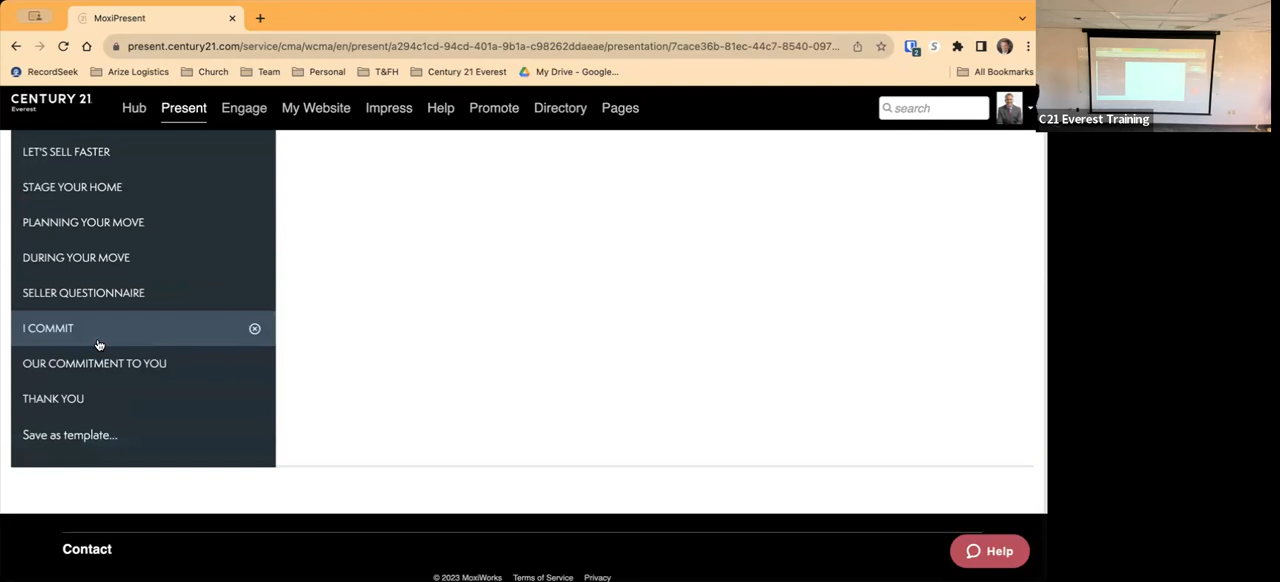 MoxiPresent
present.century21.com/service/cma/wcma/en/present/a294c1cd-94cd-401a-9b1a-c98262ddaeae/presentation/7cace36b-81ec-44c7-8540-097...
2
RecordSeek
Arize Logistics
Church
Team
Personal
T&FH
Century 21 Everest
My Drive - Google...
All Bookmarks
CENTURY 21.
Everest
Hub
Present
Engage
My Website
Impress
Help
Promote
Directory
Pages
search
C21 Everest Training
LET'S SELL FASTER
STAGE YOUR HOME
PLANNING YOUR MOVE
DURING YOUR MOVE
SELLER QUESTIONNAIRE
I COMMIT
OUR COMMITMENT TO YOU
THANK YOU
Save as template...
Contact
Help
© 2023 MoxiWorks
Terms of Service
Privacy